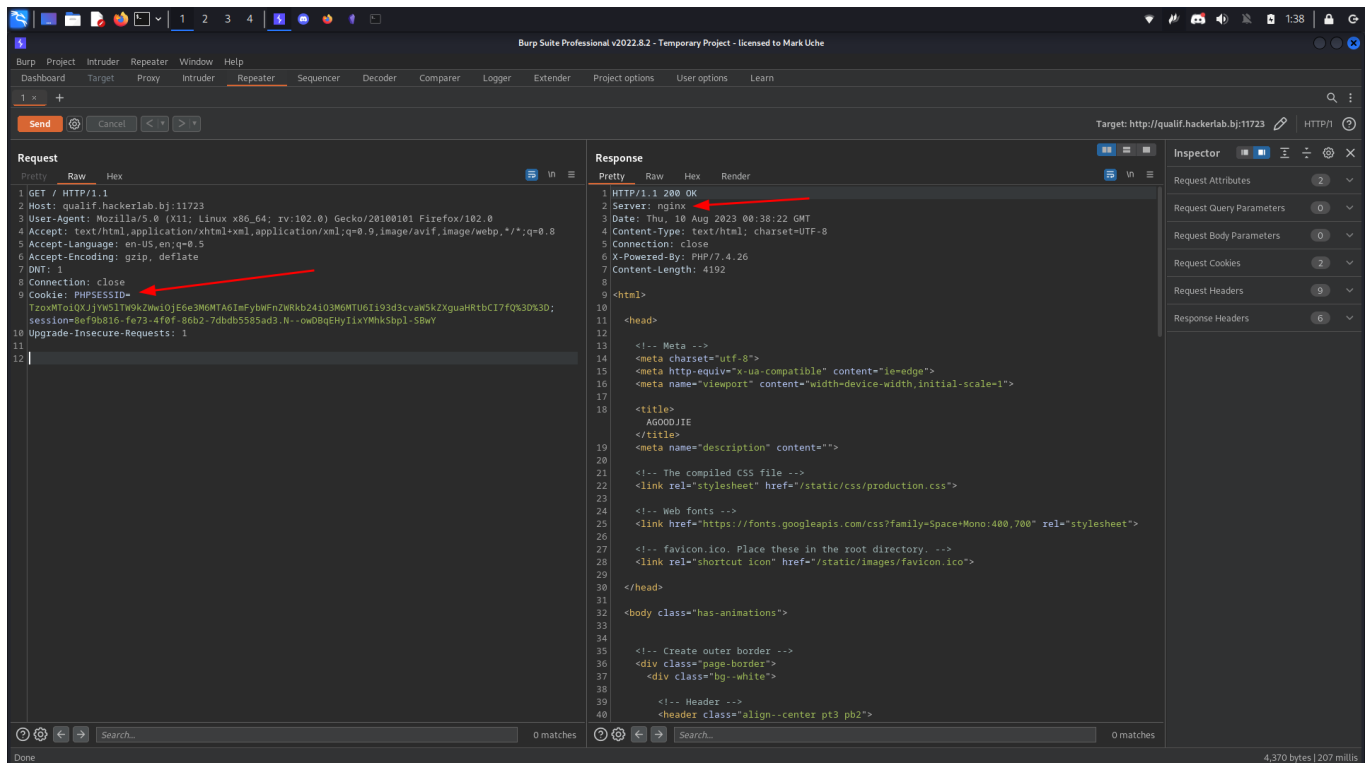 1 2 3 4 1:38
Burp Suite Professional v2022.8.2 - Temporary Project - licensed to Mark Uche
Burp Project Intruder Repeater Window Help
Dashboard Target Proxy Intruder Repeater Sequencer Decoder Comparer Logger Extender Project options User options Learn
1 × +
Send Cancel < > Target: http://qualif.hackerlab.bj:11723 HTTP/1
Request
Pretty Raw Hex \n
1 GET / HTTP/1.1
2 Host: qualif.hackerlab.bj:11723
3 User-Agent: Mozilla/5.0 (X11; Linux x86_64; rv:102.0) Gecko/20100101 Firefox/102.0
4 Accept: text/html,application/xhtml+xml,application/xml;q=0.9,image/avif,image/webp,*/*;q=0.8
5 Accept-Language: en-US,en;q=0.5
6 Accept-Encoding: gzip, deflate
7 DNT: 1
8 Connection: close
9 Cookie: PHPSESSID=
TzoxMToiQXJjYW5lTW9kZWwiOjE6e3M6MTA6ImFybWFnZWRkb24iO3M6MTU6Ii93d3cvaW5kZXguaHRtbCI7fQ%3D%3D;
session=8ef9b816-fe73-4f0f-86b2-7dbdb5585ad3.N--owDBqEHyIixYMhkSbpl-SBwY
10 Upgrade-Insecure-Requests: 1
11
12
Search... 0 matches
Response
Pretty Raw Hex Render \n
1 HTTP/1.1 200 OK
2 Server: nginx
3 Date: Thu, 10 Aug 2023 00:38:22 GMT
4 Content-Type: text/html; charset=UTF-8
5 Connection: close
6 X-Powered-By: PHP/7.4.26
7 Content-Length: 4192
8
9 <html>
10
11 <head>
12
13 <!-- Meta -->
14 <meta charset="utf-8">
15 <meta http-equiv="x-ua-compatible" content="ie=edge">
16 <meta name="viewport" content="width=device-width,initial-scale=1">
17
18 <title>
AGOODJIE
</title>
19 <meta name="description" content="">
20
21 <!-- The compiled CSS file -->
22 <link rel="stylesheet" href="/static/css/production.css">
23
24 <!-- Web fonts -->
25 <link href="https://fonts.googleapis.com/css?family=Space+Mono:400,700" rel="stylesheet">
26
27 <!-- favicon.ico. Place these in the root directory. -->
28 <link rel="shortcut icon" href="/static/images/favicon.ico">
29
30 </head>
31
32 <body class="has-animations">
33
34
35 <!-- Create outer border -->
36 <div class="page-border">
37 <div class="bg--white">
38
39 <!-- Header -->
40 <header class="align--center pt3 pb2">
Search... 0 matches
Inspector
Request Attributes 2
Request Query Parameters 0
Request Body Parameters 0
Request Cookies 2
Request Headers 9
Response Headers 6
Done 4,370 bytes | 207 millis